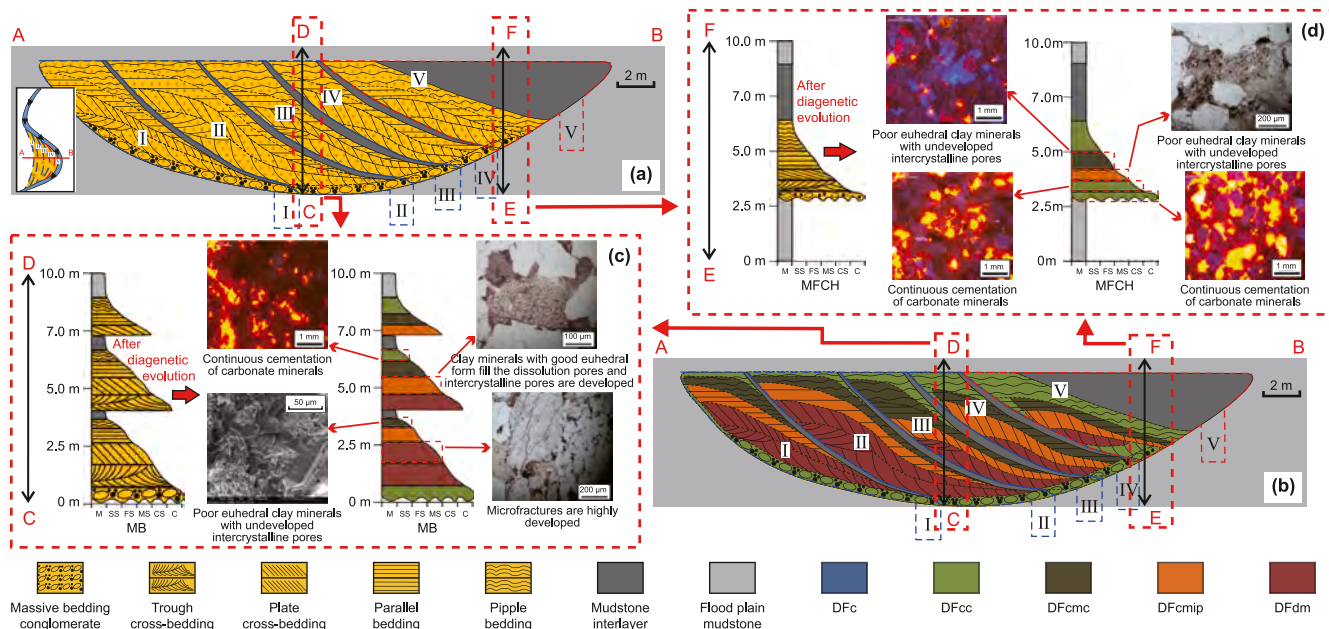 A
D
F
B
2 m
I
II
III
IV
V
V
(a)
A
B
I
C
II
III
IV
E
(d)
F
E
10.0 m
7.5 m
5.0 m
2.5 m
0 m
M SS FS MS CS C
MFCH
After
diagenetic
evolution
1 mm
Poor euhedral clay minerals
with undeveloped
intercrystalline pores
1 mm
Continuous cementation
of carbonate minerals
10.0 m
7.5 m
5.0 m
2.5 m
0m
M SS FS MS CS C
MFCH
200 μm
Poor euhedral clay minerals
with undeveloped
intercrystalline pores
1 mm
Continuous cementation
of carbonate minerals
(c)
D
C
10.0 m
7.0 m
5.0 m
2.5 m
0 m
M SS FS MS CS C
MB
After
diagenetic
evolution
1 mm
Continuous cementation
of carbonate minerals
50 μm
Poor euhedral clay minerals
with undeveloped
intercrystalline pores
10.0 m
7.0 m
5.0 m
2.5 m
0 m
M SS FS MS CS C
MB
100 μm
Clay minerals with good euhedral
form fill the dissolution pores and
intercrystalline pores are developed
200 μm
Microfractures are highly
developed
A
D
F
B
2 m
I
II
III
IV
V
V
(b)
I
C
II
III
IV
E
Massive bedding
conglomerate
Trough
cross-bedding
Plate
cross-bedding
Parallel
bedding
Pipple
bedding
Mudstone
interlayer
Flood plain
mudstone
DFc
DFcc
DFcmc
DFcmip
DFdm